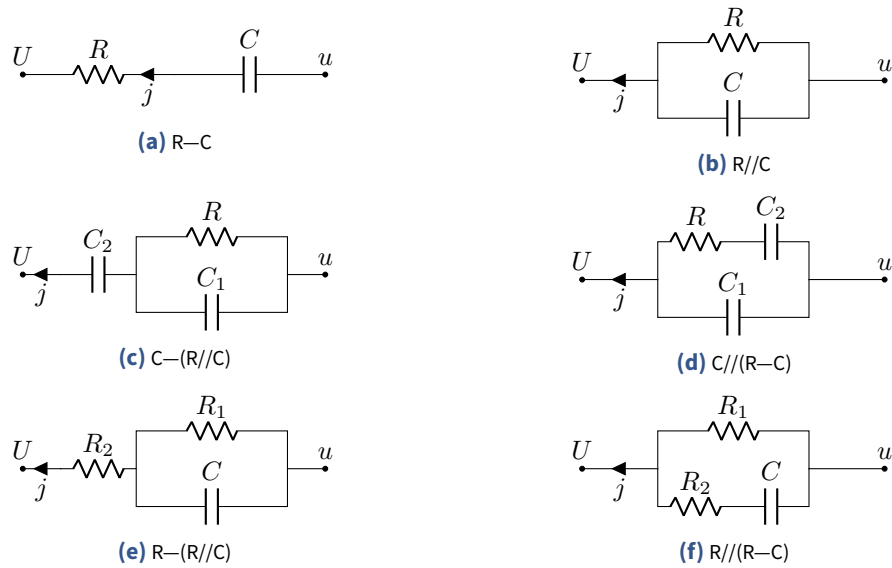 U R j C u
(a) R—C
U j R C u
(b) R//C
U j C₂ R C₁ u
(c) C—(R//C)
U j R C₂ C₁ u
(d) C//(R—C)
U j R₂ R₁ C u
(e) R—(R//C)
U j R₁ R₂ C u
(f) R//(R—C)